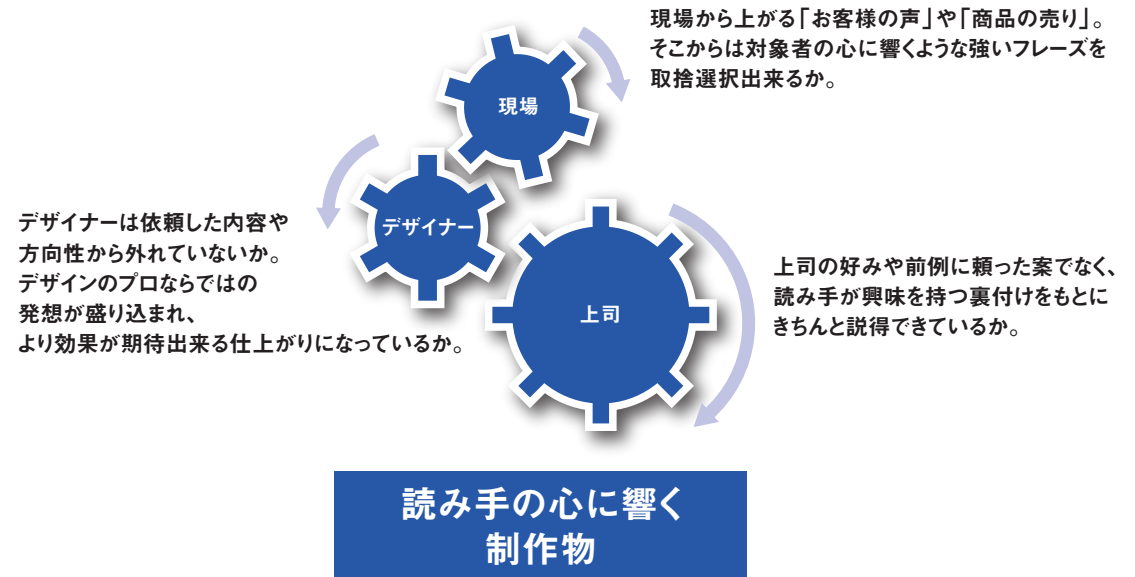 現場から上がる「お客様の声」や「商品の売り」。
そこからは対象者の心に響くような強いフレーズを
取捨選択出来るか。
現場
デザイナー
デザイナーは依頼した内容や
方向性から外れていないか。
デザインのプロならではの
発想が盛り込まれ、
より効果が期待出来る仕上がりになっているか。
上司
上司の好みや前例に頼った案でなく、
読み手が興味を持つ裏付けをもとに
きちんと説得できているか。
読み手の心に響く
制作物